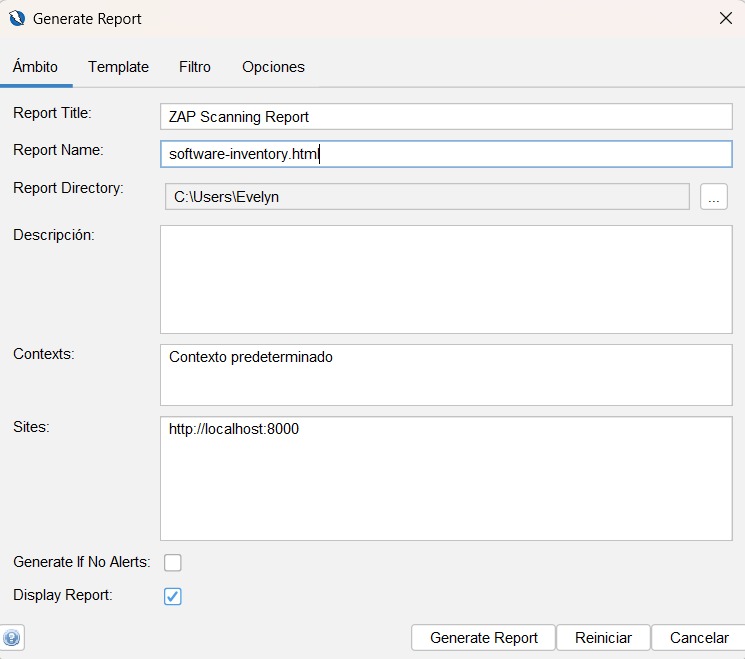 Generate Report
Ámbito Template Filtro Opciones
Report Title: ZAP Scanning Report
Report Name: software-inventory.html
Report Directory: C:\Users\Evelyn ...
Descripción:
Contexts: Contexto predeterminado
Sites: http://localhost:8000
Generate If No Alerts:
Display Report:
Generate Report Reiniciar Cancelar